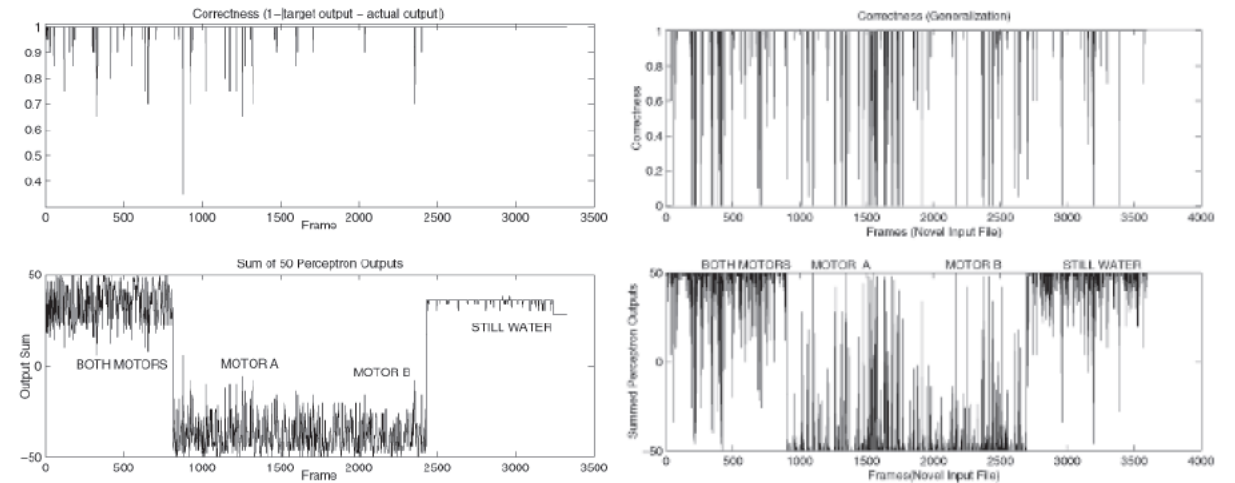 Correctness (1−|target output − actual output|)
1
0.9
0.8
0.7
0.6
0.5
0.4
0 500 1000 1500 2000 2500 3000 3500
Frame
Correctness (Generalization)
Correctness
1
0.8
0.6
0.4
0.2
0
0 500 1000 1500 2000 2500 3000 3500 4000
Frames (Novel Input File)
Sum of 50 Perceptron Outputs
Output Sum
50
0
−50
BOTH MOTORS
MOTOR A
MOTOR B
STILL WATER
0 500 1000 1500 2000 2500 3000 3500
Frame
BOTH MOTORS MOTOR A MOTOR B STILL WATER
Summed Perceptron Outputs
50
0
−50
0 500 1000 1500 2000 2500 3000 3500 4000
Frames(Novel Input File)